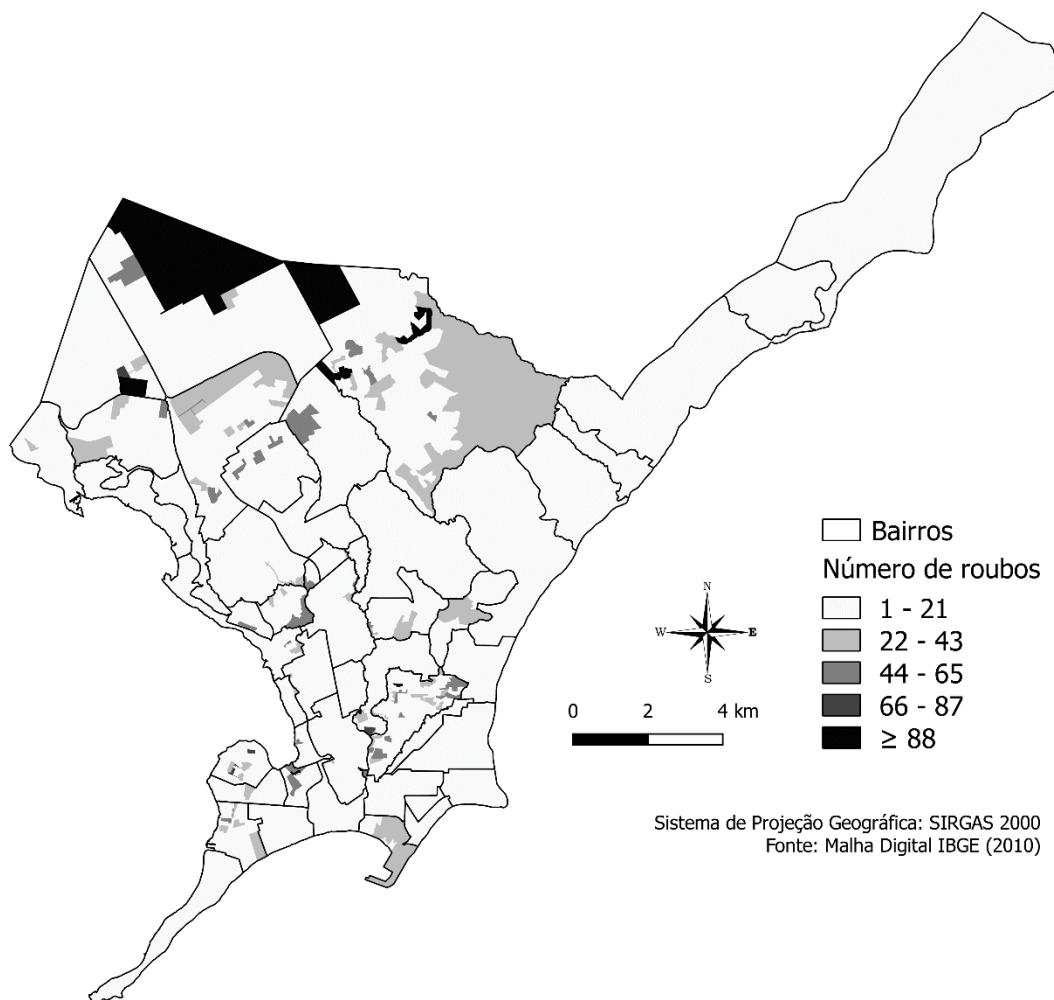 Bairros
Número de roubos
1 - 21
22 - 43
44 - 65
66 - 87
≥ 88
N
W
E
S
0 2 4 km
Sistema de Projeção Geográfica: SIRGAS 2000
Fonte: Malha Digital IBGE (2010)